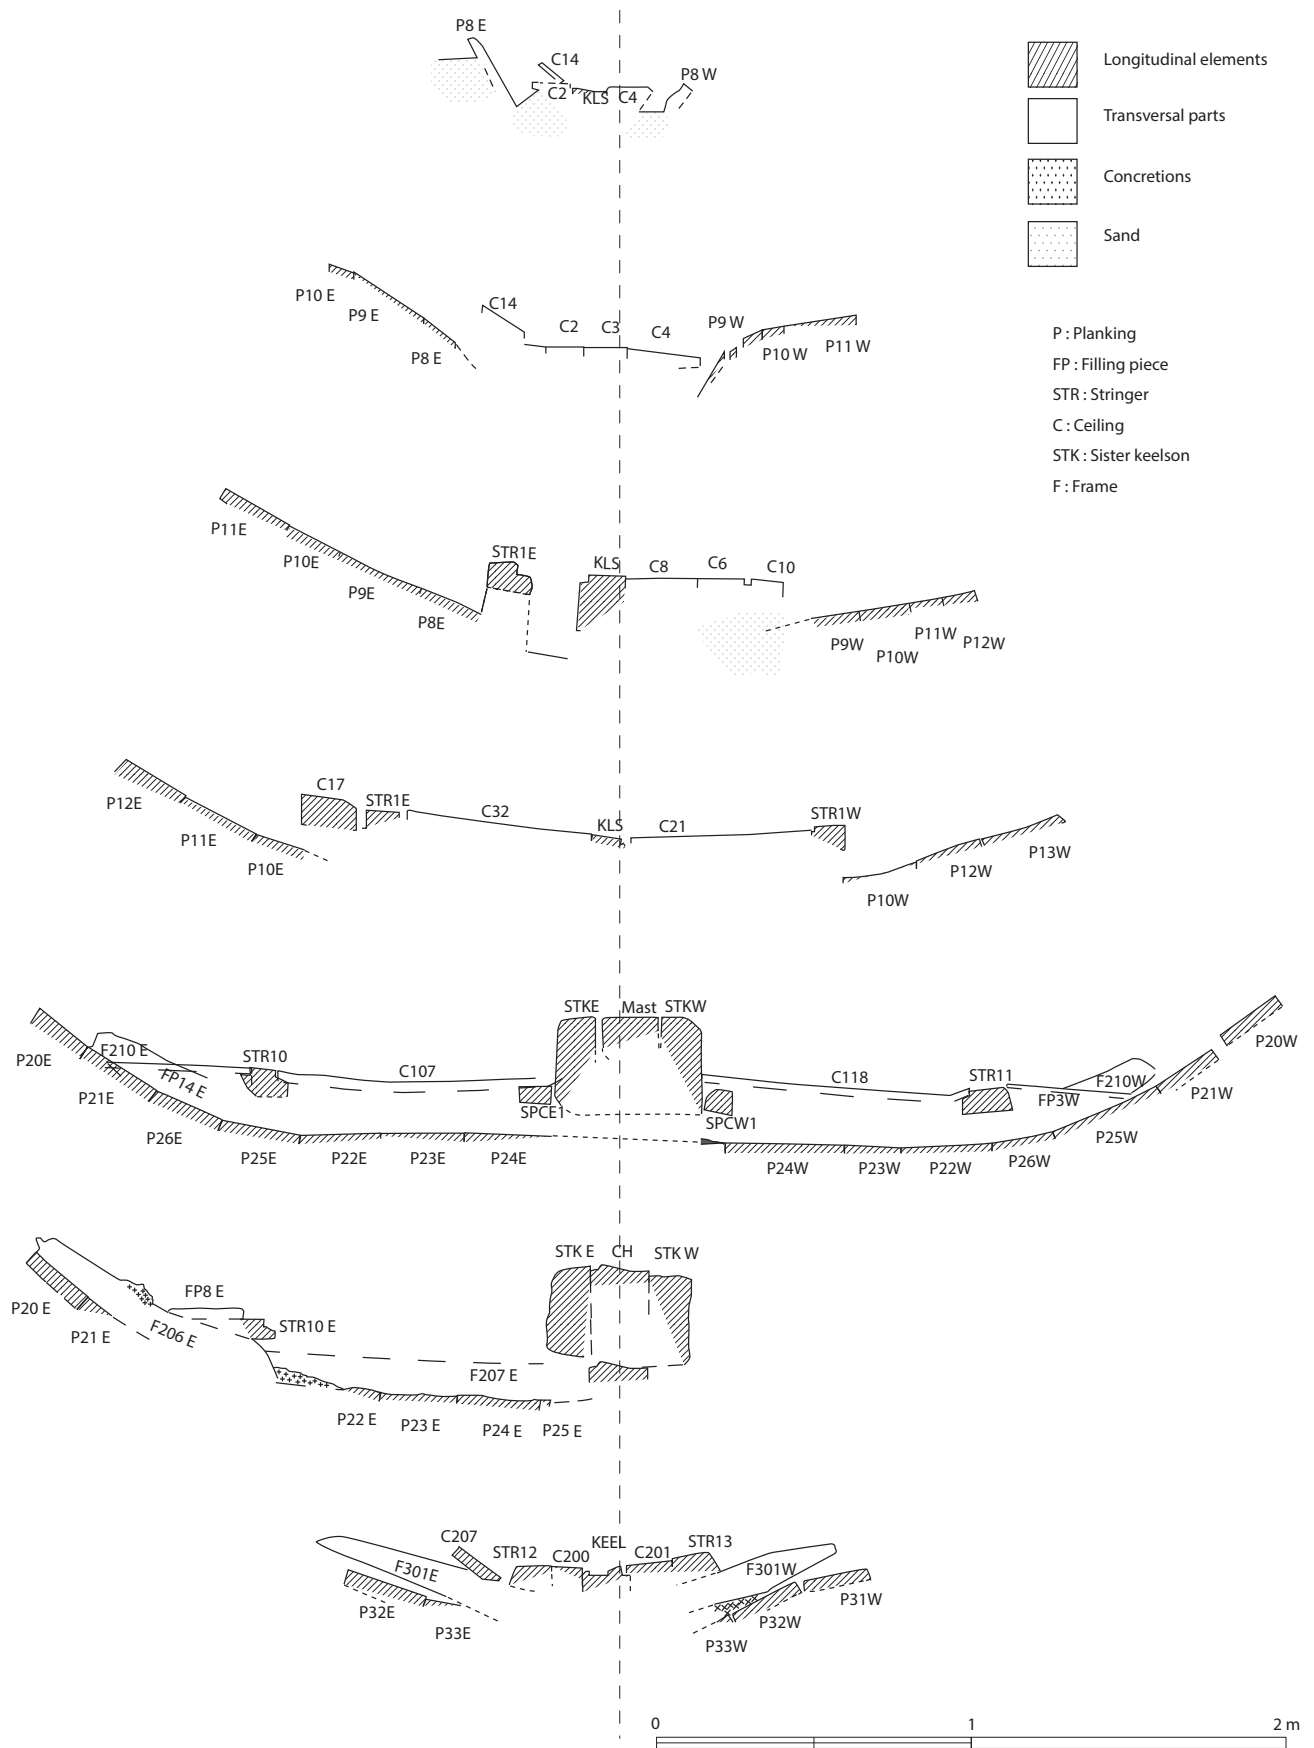 P8 E
C14
P8 W
C2
KLS
C4
Longitudinal elements
Transversal parts
Concretions
Sand
P10 E
P9 E
P8 E
C14
C2
C3
C4
P9 W
P10 W
P11 W
P : Planking
FP : Filling piece
STR : Stringer
C : Ceiling
STK : Sister keelson
F : Frame
P11E
P10E
P9E
P8E
STR1E
KLS
C8
C6
C10
P9W
P10W
P11W
P12W
P12E
P11E
P10E
C17
STR1E
C32
KLS
C21
STR1W
P10W
P12W
P13W
STKE
Mast
STKW
P20E
F210 E
FP14 E
STR10
C107
SPCE1
SPCW1
C118
STR11
FP3W
F210W
P20W
P21W
P21E
P26E
P25E
P22E
P23E
P24E
P24W
P23W
P22W
P26W
P25W
STK E
CH
STK W
P20 E
P21 E
FP8 E
F206 E
STR10 E
F207 E
P22 E
P23 E
P24 E
P25 E
C207
STR12
C200
KEEL
C201
STR13
F301E
F301W
P32E
P33E
P33W
P32W
P31W
0
1
2 m